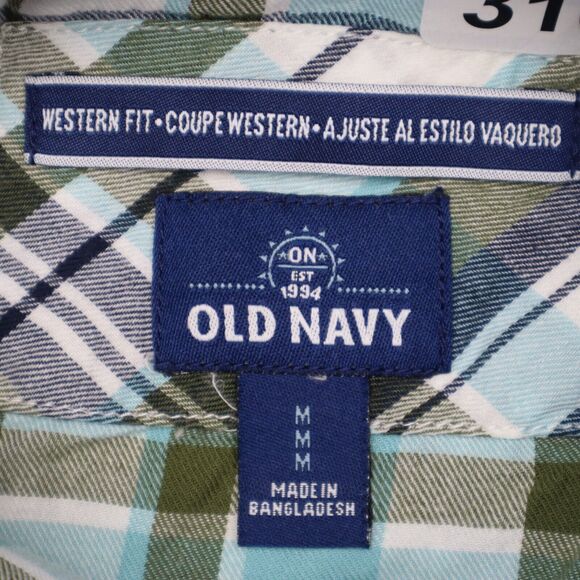 31
WESTERN FIT•COUPE WESTERN•AJUSTE AL ESTILO VAQUERO
ON
EST
1994
OLD NAVY
M
M
M
MADE IN
BANGLADESH